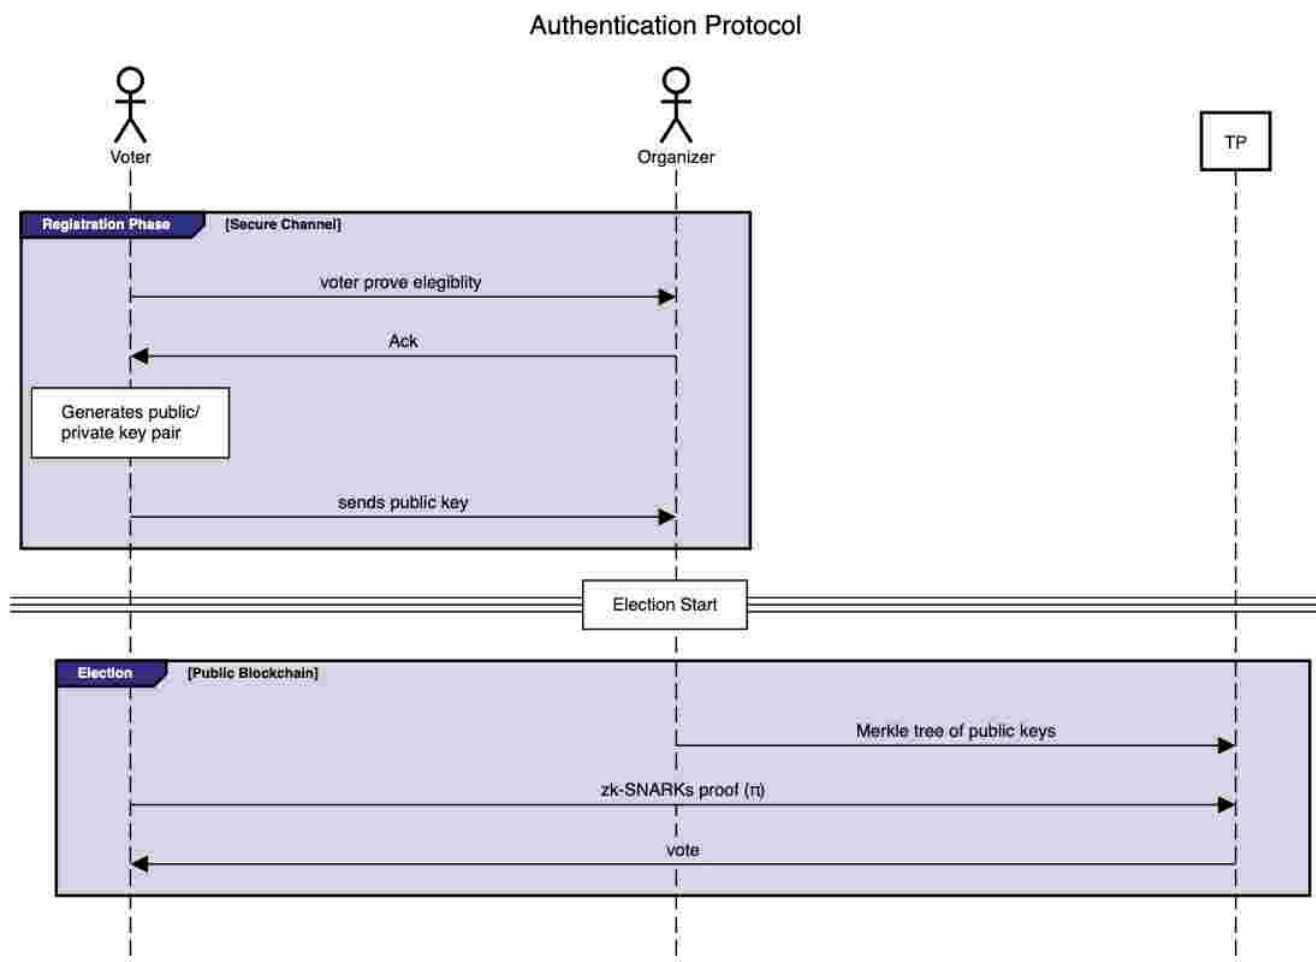 Authentication Protocol
Voter
Organizer
TP
Registration Phase
[Secure Channel]
voter prove elegiblity
Ack
Generates public/
private key pair
sends public key
Election Start
Election
[Public Blockchain]
Merkle tree of public keys
zk-SNARKs proof (π)
vote